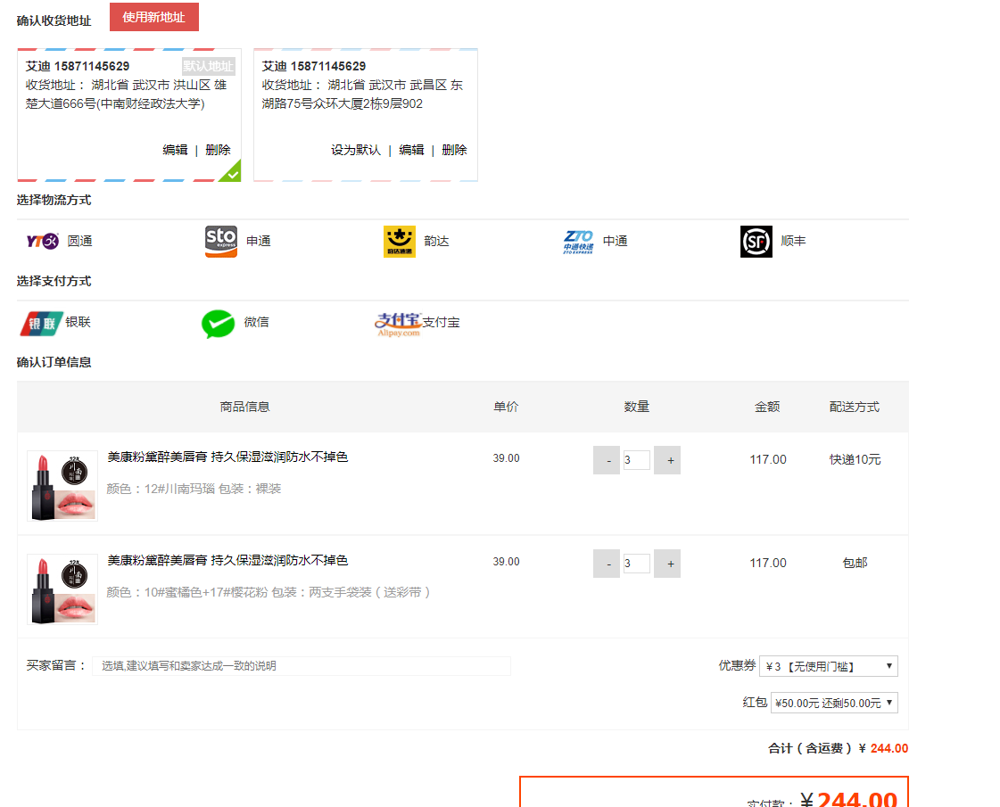 确认收货地址 使用新地址
艾迪 15871145629 默认地址
收货地址： 湖北省 武汉市 洪山区 雄
楚大道666号(中南财经政法大学)
编辑 | 删除
艾迪 15871145629
收货地址： 湖北省 武汉市 武昌区 东
湖路75号众环大厦2栋9层902
设为默认 | 编辑 | 删除
选择物流方式
YTO 圆通
sto express 申通
韵达速递 韵达
ZTO 中通快递 ZTO EXPRESS 中通
SF 顺丰
选择支付方式
银联 银联
微信
支付宝 Alipay.com 支付宝
确认订单信息
商品信息 单价 数量 金额 配送方式
美康粉黛醉美唇膏 持久保湿滋润防水不掉色 39.00 - 3 + 117.00 快递10元
颜色：12#川南玛瑙 包装：裸装
12# 川南玛瑙
美康粉黛醉美唇膏 持久保湿滋润防水不掉色 39.00 - 3 + 117.00 包邮
颜色：10#蜜橘色+17#樱花粉 包装：两支手袋装（送彩带）
12# 川南玛瑙
买家留言： 选填,建议填写和卖家达成一致的说明 优惠券 ¥ 3 【无使用门槛】
红包 ¥50.00元 还剩50.00元
合计（含运费） ¥ 244.00
实付款： ¥ 244.00